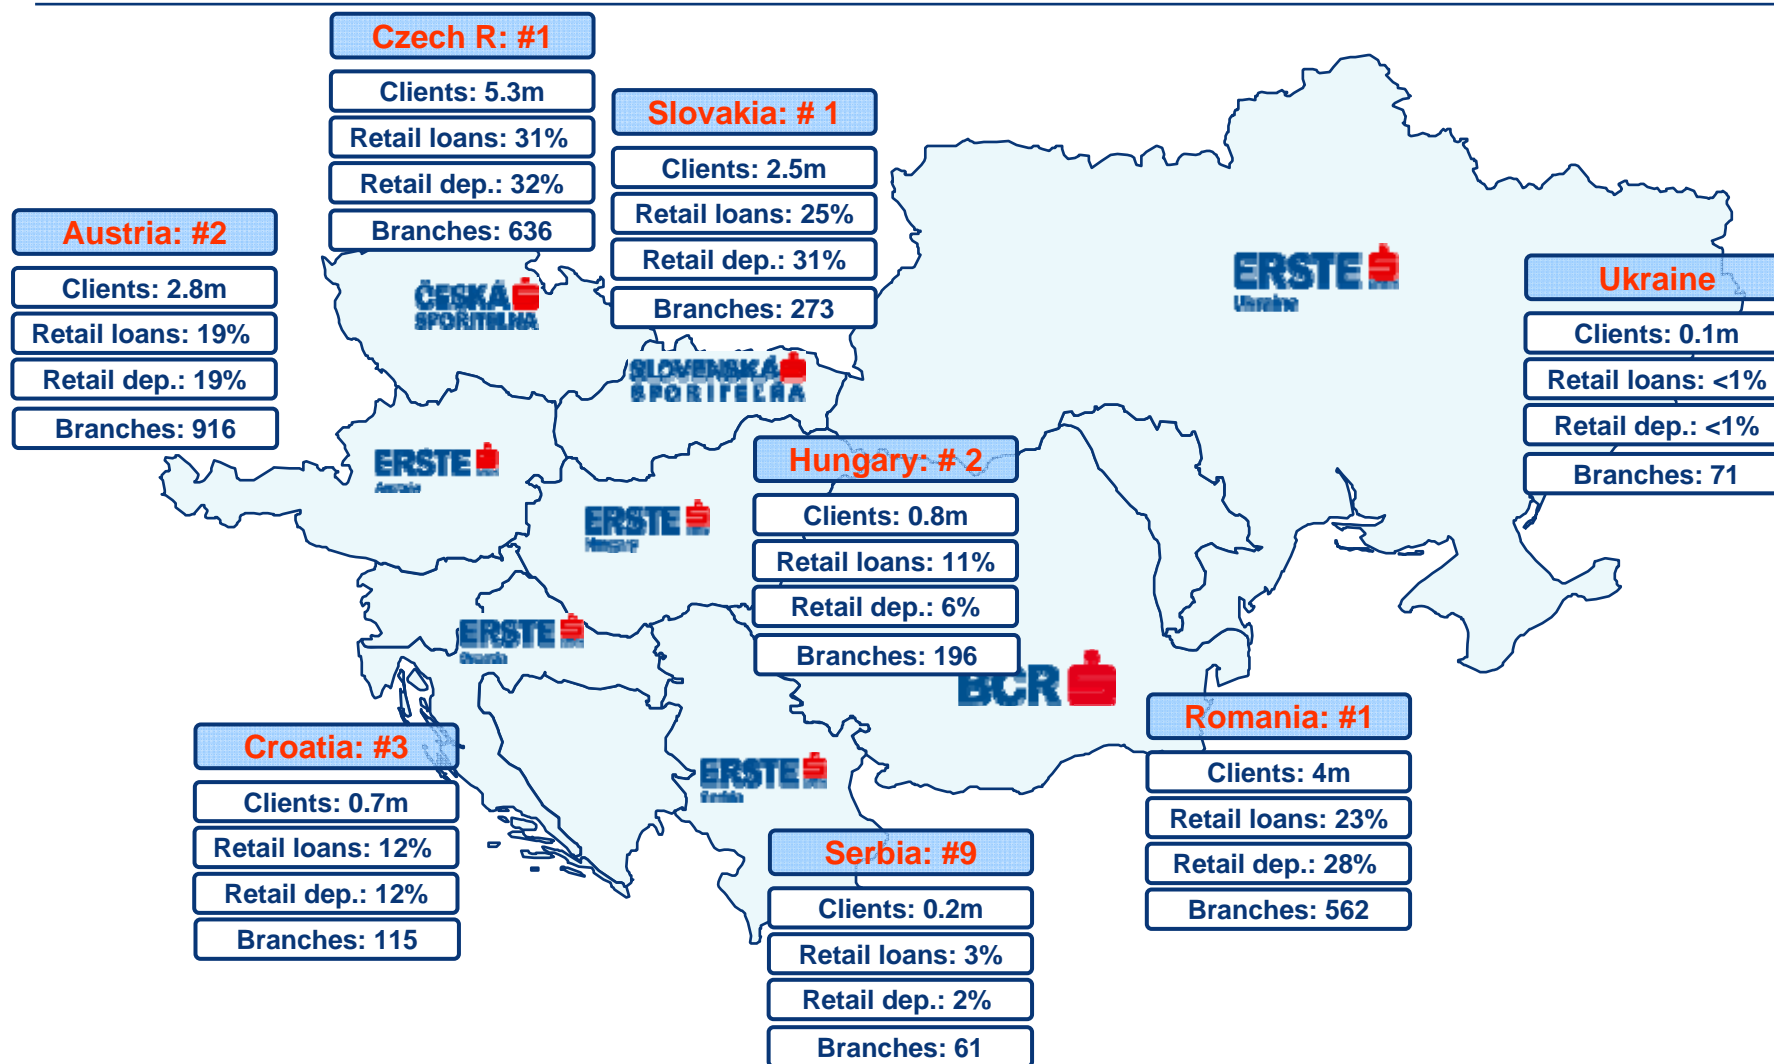 Czech R: #1
Clients: 5.3m
Retail loans: 31%
Retail dep.: 32%
Branches: 636
Slovakia: # 1
Clients: 2.5m
Retail loans: 25%
Retail dep.: 31%
Branches: 273
Austria: #2
Clients: 2.8m
Retail loans: 19%
Retail dep.: 19%
Branches: 916
ČESKÁ
SPOŘITELNA
ERSTE
Ukraine
Ukraine
Clients: 0.1m
Retail loans: <1%
Retail dep.: <1%
Branches: 71
SLOVENSKÁ
SPORITEĽŇA
ERSTE
Austria
Hungary: # 2
Clients: 0.8m
Retail loans: 11%
Retail dep.: 6%
Branches: 196
ERSTE
Hungary
ERSTE
Croatia
BCR
Romania: #1
Clients: 4m
Retail loans: 23%
Retail dep.: 28%
Branches: 562
Croatia: #3
Clients: 0.7m
Retail loans: 12%
Retail dep.: 12%
Branches: 115
ERSTE
Serbia
Serbia: #9
Clients: 0.2m
Retail loans: 3%
Retail dep.: 2%
Branches: 61